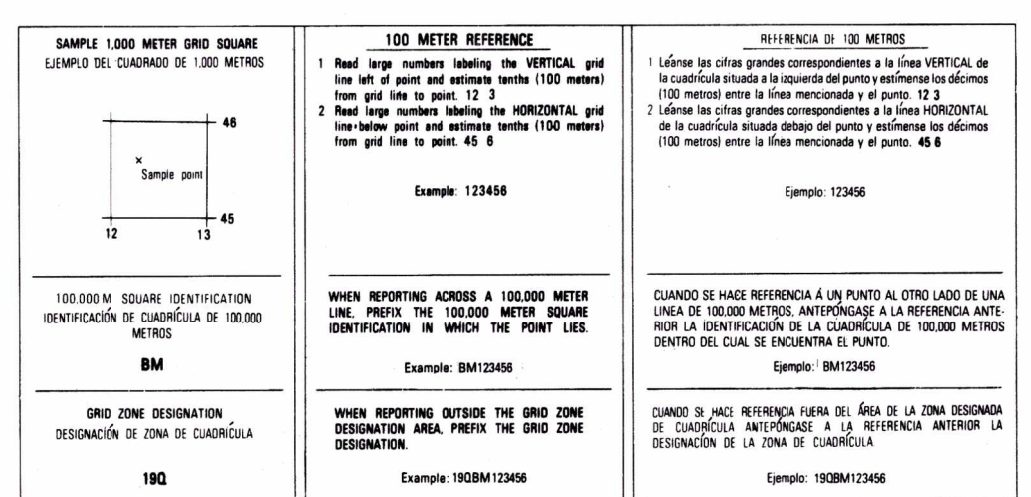 SAMPLE 1,000 METER GRID SQUARE
EJEMPLO DEL CUADRADO DE 1,000 METROS
46
×
Sample point
45
12 13
100,000 M SQUARE IDENTIFICATION
IDENTIFICACÍON DE CUADRÍCULA DE 100,000
METROS
BM
GRID ZONE DESIGNATION
DESIGNACÍON DE ZONA DE CUADRÍCULA
19Q
100 METER REFERENCE
1 Read large numbers labeling the VERTICAL grid
line left of point and estimate tenths (100 meters)
from grid line to point. 12 3
2 Read large numbers labeling the HORIZONTAL grid
line below point and estimate tenths (100 meters)
from grid line to point. 45 6
Example: 123456
WHEN REPORTING ACROSS A 100,000 METER
LINE, PREFIX THE 100,000 METER SQUARE
IDENTIFICATION IN WHICH THE POINT LIES.
Example: BM123456
WHEN REPORTING OUTSIDE THE GRID ZONE
DESIGNATION AREA, PREFIX THE GRID ZONE
DESIGNATION.
Example: 19QBM123456
REFERENCIA DE 100 METROS
1 Léanse las cifras grandes correspondientes a la línea VERTICAL de
la cuadrícula situada a la izquierda del punto y estímense los décimos
(100 metros) entre la línea mencionada y el punto. 12 3
2 Léanse las cifras grandes correspondientes a la línea HORIZONTAL
de la cuadrícula situada debajo del punto y estímense los décimos
(100 metros) entre la línea mencionada y el punto. 45 6
Ejemplo: 123456
CUANDO SE HACE REFERENCIA Á UN PUNTO AL OTRO LADO DE UNA
LINEA DE 100,000 METROS, ANTEPÓNGASE A LA REFERENCIA ANTE-
RIOR LA IDENTIFICACIÓN DE LA CUADRÍCULA DE 100,000 METROS
DENTRO DEL CUAL SE ENCUENTRA EL PUNTO.
Ejemplo: BM123456
CUANDO SE HACE REFERENCIA FUERA DEL ÁREA DE LA ZONA DESIGNADA
DE CUADRÍCULA ANTEPÓNGASE A LA REFERENCIA ANTERIOR LA
DESIGNACIÓN DE LA ZONA DE CUADRÍCULA
Ejemplo: 19QBM123456